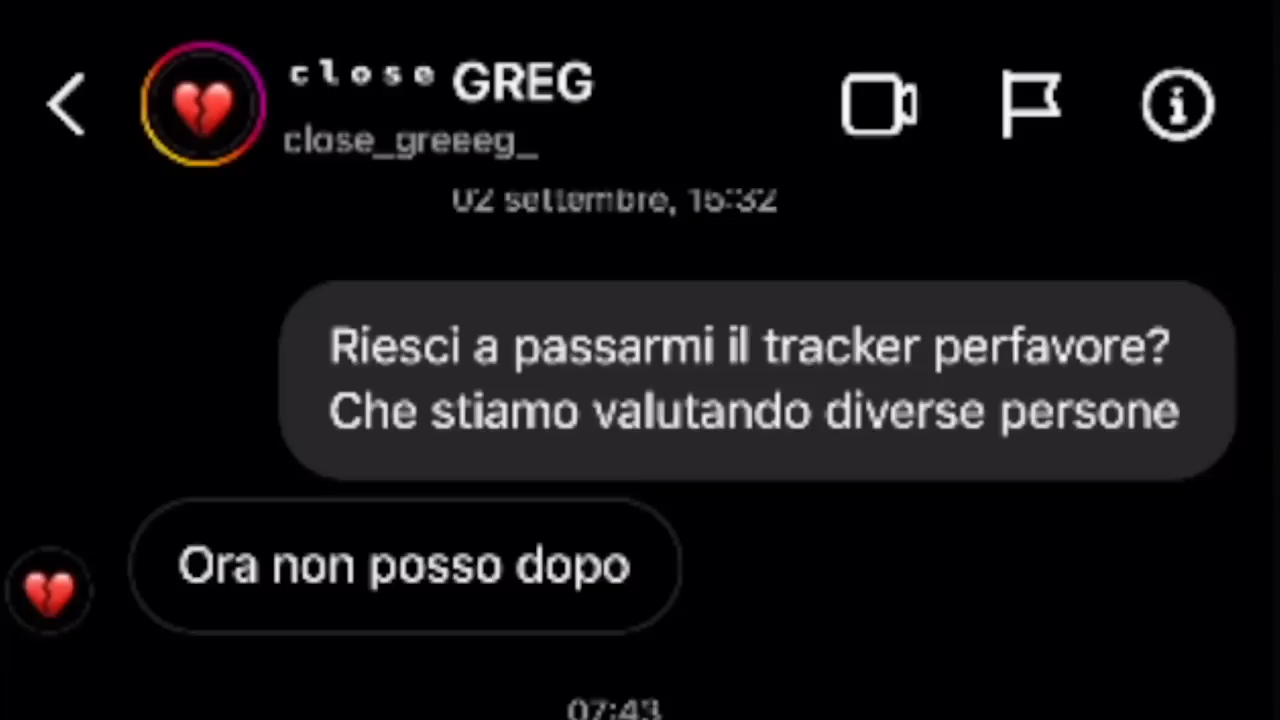 close GREG
close_greeeg_
02 settembre, 15:32
Riesci a passarmi il tracker perfavore?
Che stiamo valutando diverse persone
Ora non posso dopo
07:43